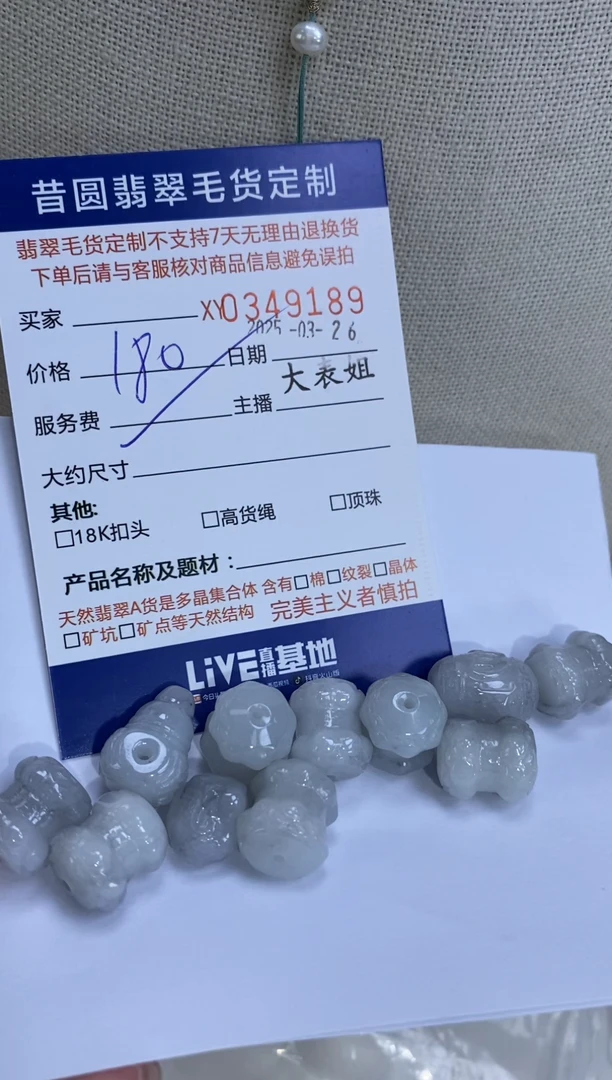 昔圆翡翠毛货定制
翡翠毛货定制不支持7天无理由退换货
下单后请与客服核对商品信息避免误拍
买家 XY0349189
2025-03-26
价格 180 日期
服务费 主播 大表姐
大约尺寸
其他:
□18K扣头 □高货绳 □顶珠
产品名称及题材：
天然翡翠A货是多晶集合体 含有□棉□纹裂□晶体
□矿坑□矿点等天然结构 完美主义者慎拍
LiVE直播基地